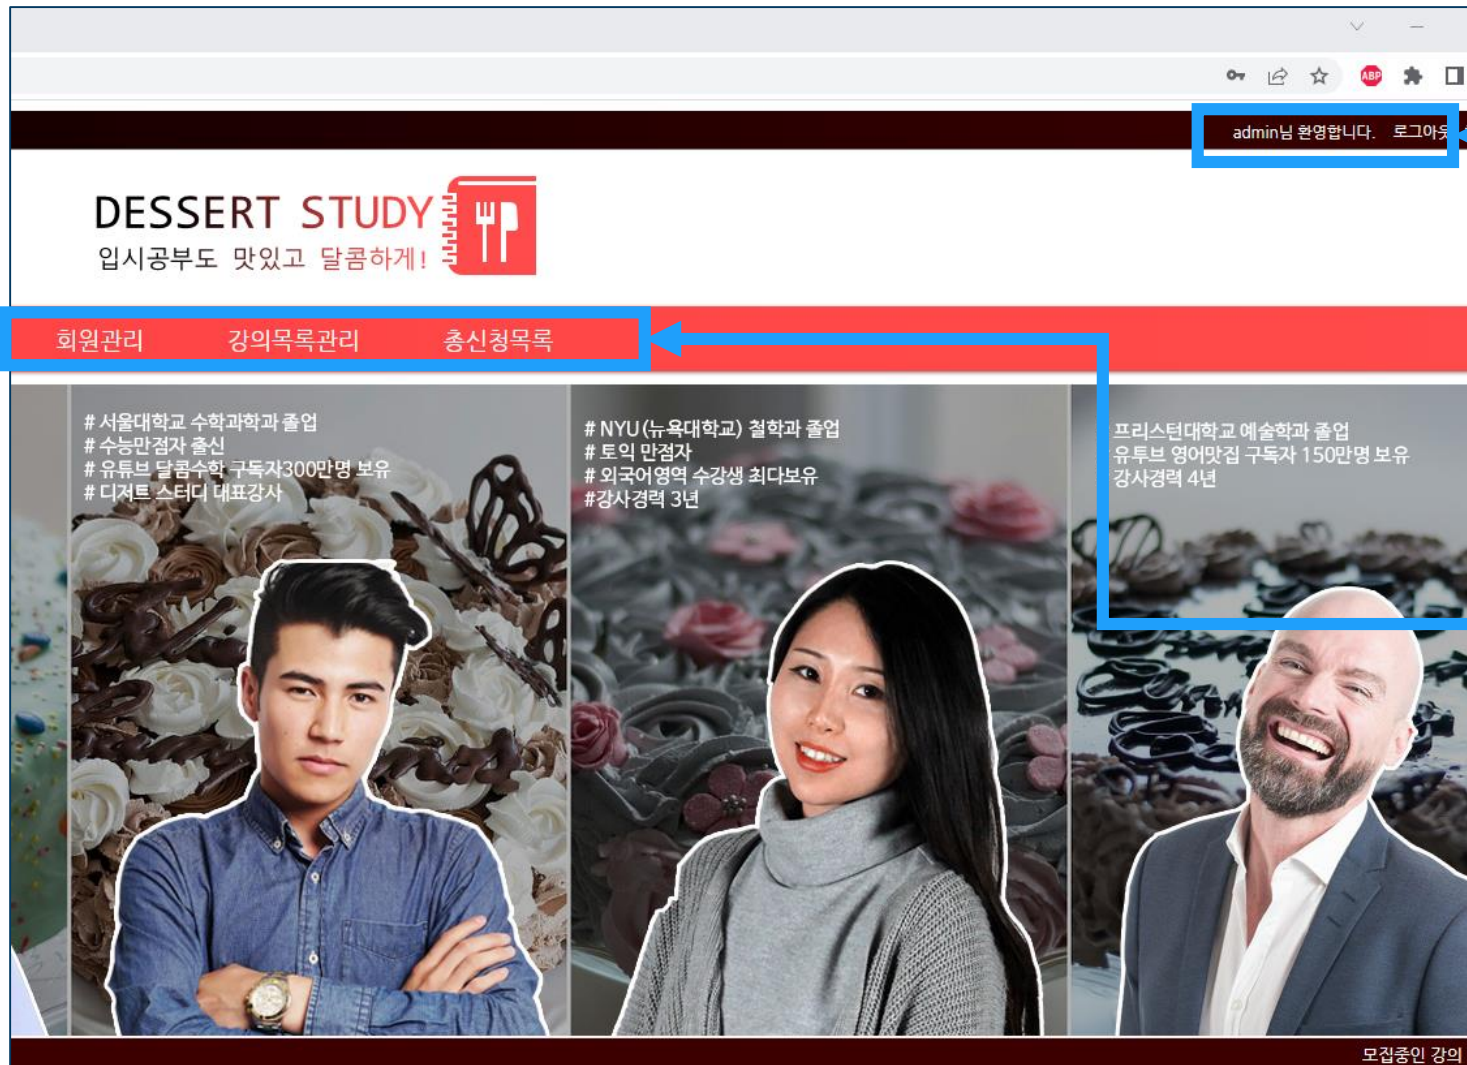 ABP
admin님 환영합니다. 로그아웃
DESSERT STUDY
입시공부도 맛있고 달콤하게!
회원관리 강의목록관리 총신청목록
# 서울대학교 수학과학과 졸업
# 수능만점자 출신
# 유튜브 달콤수학 구독자300만명 보유
# 디저트 스터디 대표강사
# NYU(뉴욕대학교) 철학과 졸업
# 토익 만점자
# 외국어영역 수강생 최다보유
#강사경력 3년
프리스턴대학교 예술학과 졸업
유투브 영어맛집 구독자 150만명 보유
강사경력 4년
모집중인 강의